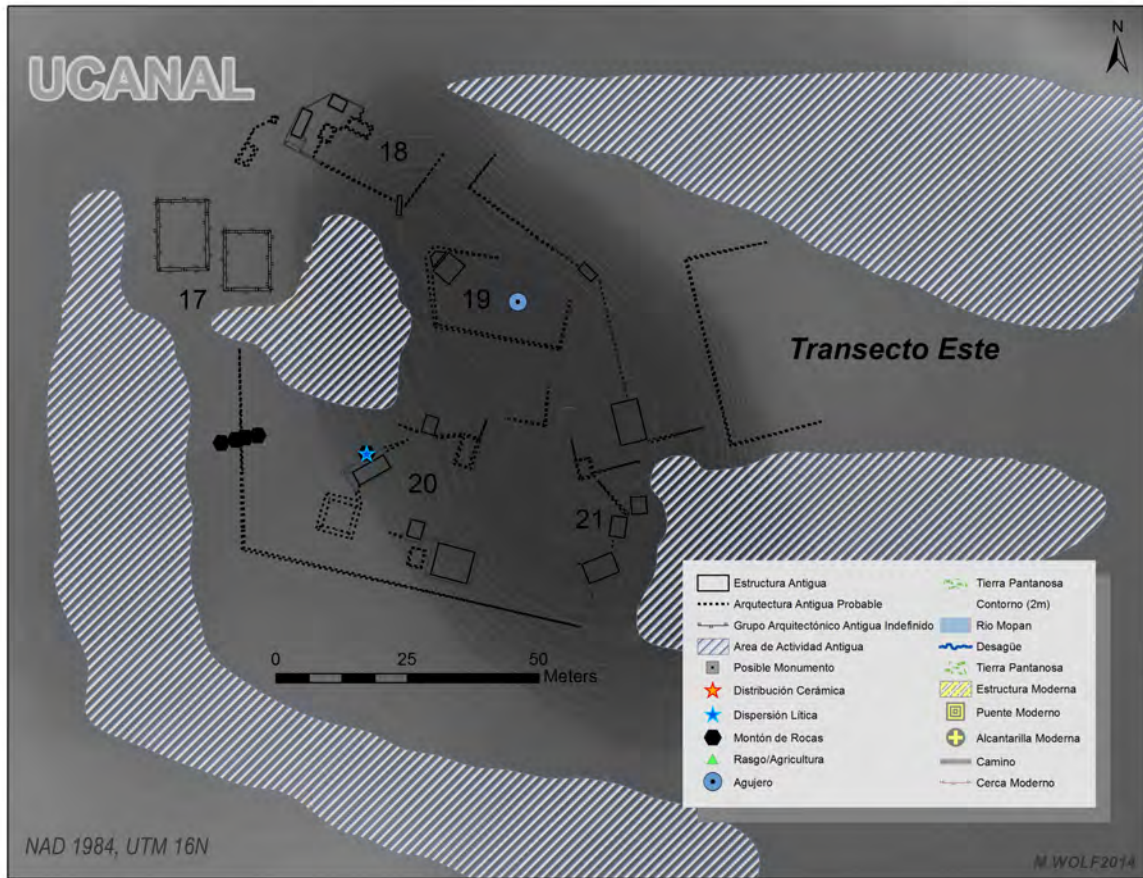 N
UCANAL
18
17
19
Transecto Este
20
21
0 25 50
Meters
Estructura Antigua
Arqutectura Antigua Probable
Grupo Arquitectónico Antigua Indefinido
Area de Actividad Antigua
Posible Monumento
Distribución Cerámica
Dispersión Lítica
Montón de Rocas
Rasgo/Agricultura
Agujero
Tierra Pantanosa
Contorno (2m)
Rio Mopan
Desagüe
Tierra Pantanosa
Estructura Moderna
Puente Moderno
Alcantarilla Moderna
Camino
Cerca Moderno
NAD 1984, UTM 16N
M.WOLF2014